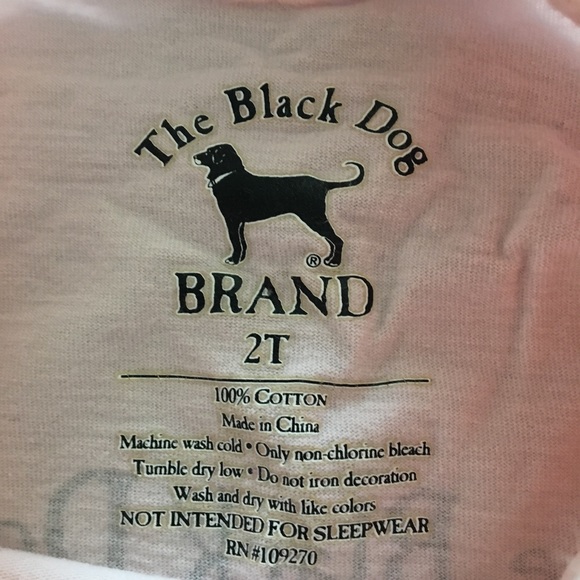 The Black Dog
®
BRAND
2T
100% COTTON
Made in China
Machine wash cold • Only non-chlorine bleach
Tumble dry low • Do not iron decoration
Wash and dry with like colors
NOT INTENDED FOR SLEEPWEAR
RN #109270